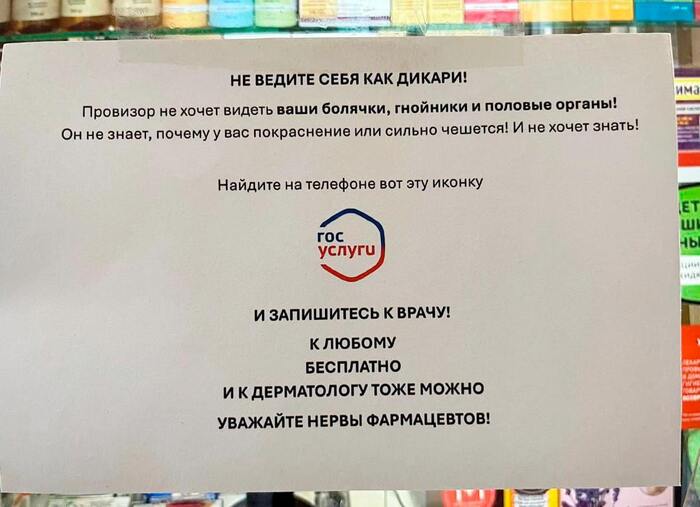 НЕ ВЕДИТЕ СЕБЯ КАК ДИКАРИ!
Провизор не хочет видеть ваши болячки, гнойники и половые органы!
Он не знает, почему у вас покраснение или сильно чешется! И не хочет знать!
Найдите на телефоне вот эту иконку
гос
услуги
И ЗАПИШИТЕСЬ К ВРАЧУ!
К ЛЮБОМУ
БЕСПЛАТНО
И К ДЕРМАТОЛОГУ ТОЖЕ МОЖНО
УВАЖАЙТЕ НЕРВЫ ФАРМАЦЕВТОВ!